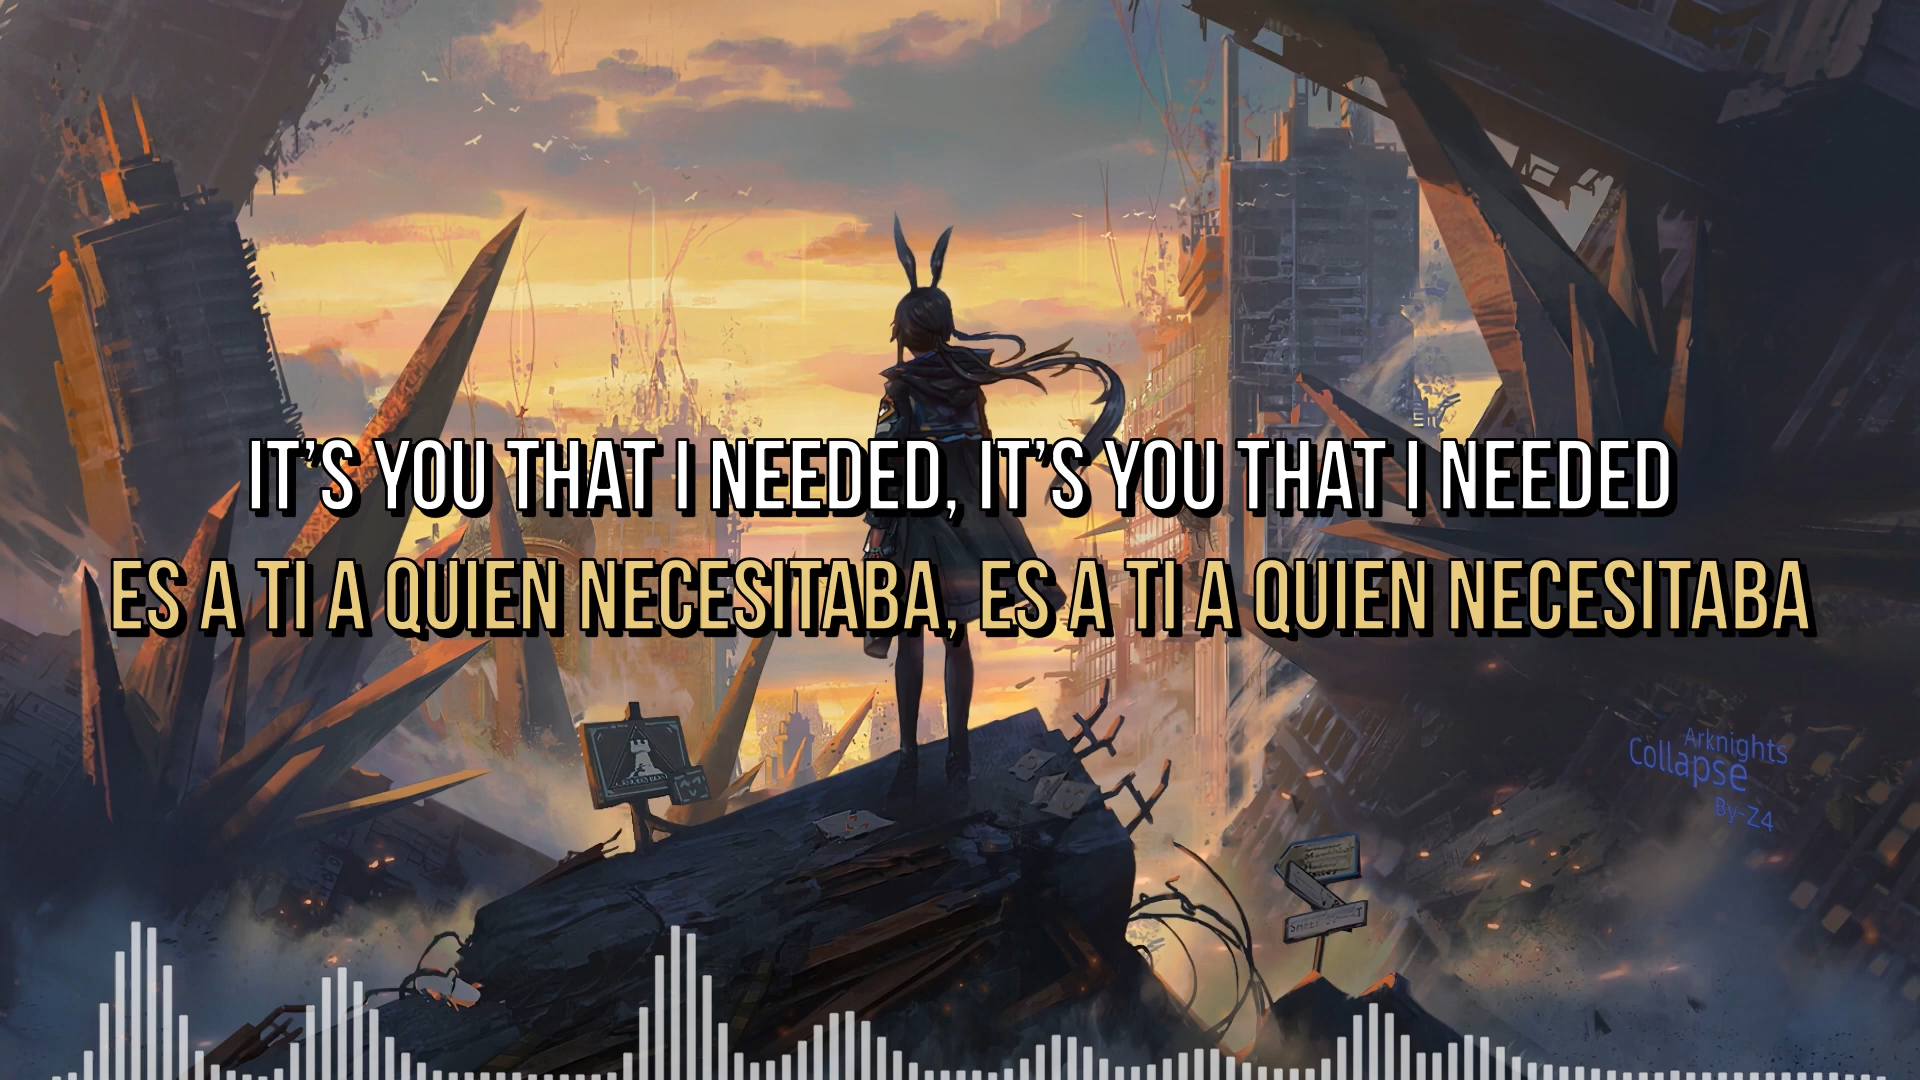 IT'S YOU THAT I NEEDED, IT'S YOU THAT I NEEDED
ES A TI A QUIEN NECESITABA, ES A TI A QUIEN NECESITABA
Arknights
Collapse
By-Z4